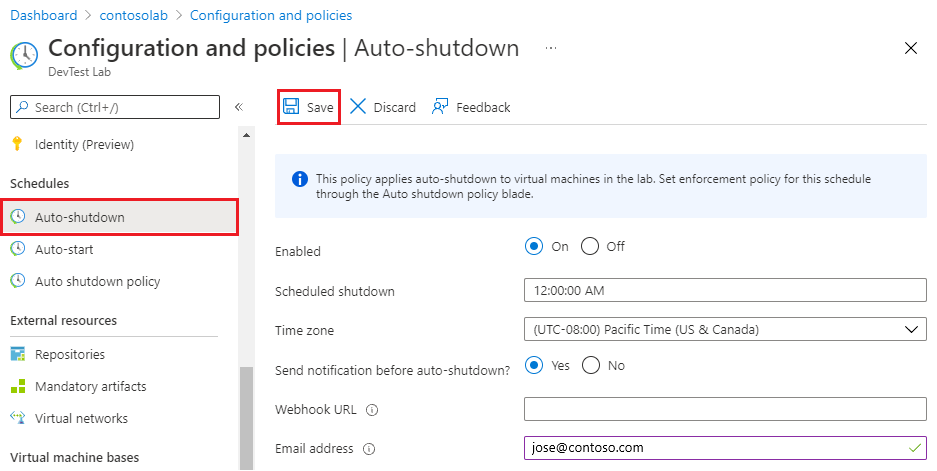 Dashboard > contosolab > Configuration and policies
Configuration and policies | Auto-shutdown ...
DevTest Lab
Search (Ctrl+/)
«
Save
Discard
Feedback
Identity (Preview)
Schedules
Auto-shutdown
Auto-start
Auto shutdown policy
External resources
Repositories
Mandatory artifacts
Virtual networks
Virtual machine bases
This policy applies auto-shutdown to virtual machines in the lab. Set enforcement policy for this schedule
through the Auto shutdown policy blade.
Enabled
On
Off
Scheduled shutdown
12:00:00 AM
Time zone
(UTC-08:00) Pacific Time (US & Canada)
Send notification before auto-shutdown?
Yes
No
Webhook URL
Email address
jose@contoso.com